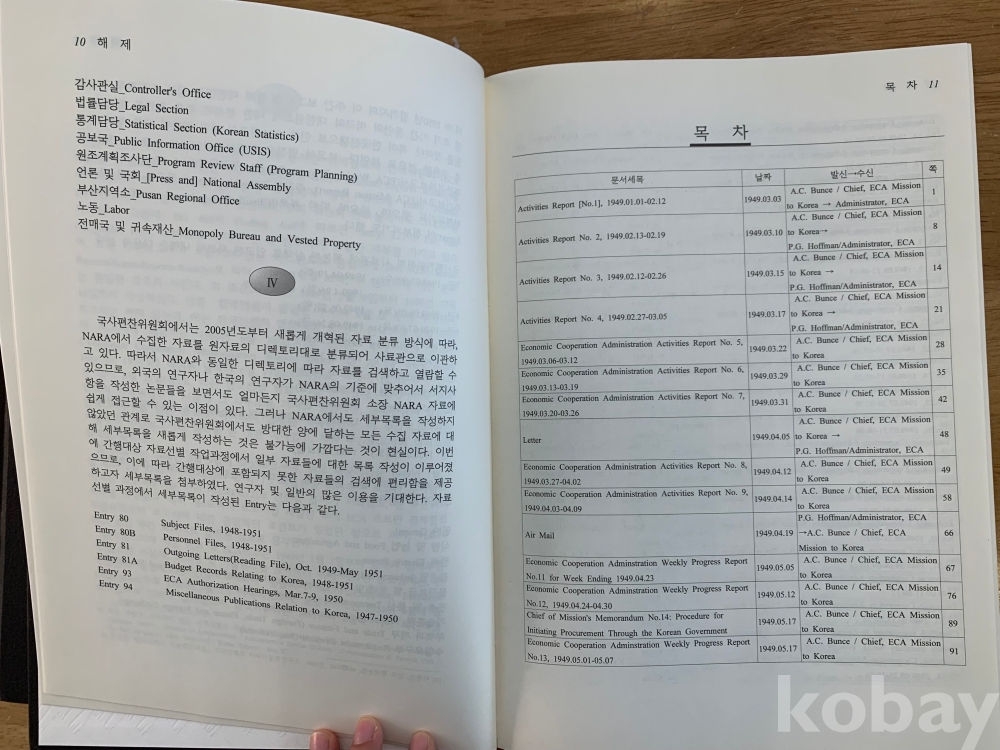 10 해 제
감사관실_Controller's Office
법률담당_Legal Section
통계담당_Statistical Section (Korean Statistics)
공보국_Public Information Office (USIS)
원조계획조사단_Program Review Staff (Program Planning)
언론 및 국회_[Press and] National Assembly
부산지역소_Pusan Regional Office
노동_Labor
전매국 및 귀속재산_Monopoly Bureau and Vested Property
Ⅳ
국사편찬위원회에서는 2005년도부터 새롭게 개혁된 자료 분류 방식에 따라,
NARA에서 수집한 자료를 원자료의 디렉토리대로 분류되어 사료관으로 이관하
고 있다. 따라서 NARA와 동일한 디렉토리에 따라 자료를 검색하고 열람할 수
있으므로, 외국의 연구자나 한국의 연구자가 NARA의 기준에 맞추어서 서지사
항을 작성한 논문들을 보면서도 얼마든지 국사편찬위원회 소장 NARA 자료에
쉽게 접근할 수 있는 이점이 있다. 그러나 NARA에서도 세부목록을 작성하지
않았던 관계로 국사편찬위원회에서도 방대한 양에 달하는 모든 수집 자료에 대
해 세부목록을 새롭게 작성하는 것은 불가능에 가깝다는 것이 현실이다. 이번
에 간행대상 자료선별 작업과정에서 일부 자료들에 대한 목록 작성이 이루어졌
으므로, 이에 따라 간행대상에 포함되지 못한 자료들의 검색에 편리함을 제공
하고자 세부목록을 첨부하였다. 연구자 및 일반의 많은 이용을 기대한다. 자료
선별 과정에서 세부목록이 작성된 Entry는 다음과 같다.
Entry 80 Subject Files, 1948-1951
Entry 80B Personnel Files, 1948-1951
Entry 81 Outgoing Letters(Reading File), Oct. 1949-May 1951
Entry 81A Budget Records Relating to Korea, 1948-1951
Entry 93 ECA Authorization Hearings, Mar.7-9, 1950
Entry 94 Miscellaneous Publications Relation to Korea, 1947-1950
목 차 11
목 차
문서세목 날짜 발신→수신 쪽
Activities Report [No.1], 1949.01.01-02.12 1949.03.03 A.C. Bunce / Chief, ECA Mission 1
to Korea → Administrator, ECA
A.C. Bunce / Chief, ECA Mission
Activities Report No. 2, 1949.02.13-02.19 1949.03.10 to Korea→ 8
P.G. Hoffman/Administrator, ECA
A.C. Bunce / Chief, ECA Mission
Activities Report No. 3, 1949.02.12-02.26 1949.03.15 to Korea → 14
P.G. Hoffman/Administrator, ECA
A.C. Bunce / Chief, ECA Mission
Activities Report No. 4, 1949.02.27-03.05 1949.03.17 to Korea → 21
P.G. Hoffman/Administrator, ECA
Economic Cooperation Administration Activities Report No. 5, 1949.03.22 A.C. Bunce / Chief, ECA Mission 28
1949.03.06-03.12 to Korea
Economic Cooperation Administration Activities Report No. 6, 1949.03.29 A.C. Bunce / Chief, ECA Mission 35
1949.03.13-03.19 to Korea
Economic Cooperation Administration Activities Report No. 7, 1949.03.31 A.C. Bunce / Chief, ECA Mission 42
1949.03.20-03.26 to Korea
A.C. Bunce / Chief, ECA Mission
Letter 1949.04.05 to Korea → 48
P.G. Hoffman/Administrator, ECA
Economic Cooperation Adminstration Activities Report No. 8, 1949.04.12 A.C. Bunce / Chief, ECA Mission 49
1949.03.27-04.02 to Korea
Economic Cooperation Adminstration Activities Report No. 9, 1949.04.14 A.C. Bunce / Chief, ECA Mission 58
1949.04.03-04.09 to Korea
P.G. Hoffman/Administrator, ECA
Air Mail 1949.04.19 →A.C. Bunce / Chief, ECA 66
Mission to Korea
Economic Cooperation Adminstration Weekly Progress Report 1949.05.05 A.C. Bunce / Chief, ECA Mission 67
No.11 for Week Ending 1949.04.23 to Korea
Economic Cooperation Adminstration Weekly Progress Report 1949.05.12 A.C. Bunce / Chief, ECA Mission 76
No.12, 1949.04.24-04.30 to Korea
Chief of Mission's Memorandum No.14: Procedure for 1949.05.17 A.C. Bunce / Chief, ECA Mission 89
Initiating Procurement Through the Korean Government to Korea
Economic Cooperation Adminstration Weekly Progress Report 1949.05.17 A.C. Bunce / Chief, ECA Mission 91
No.13, 1949.05.01-05.07 to Korea
kobay